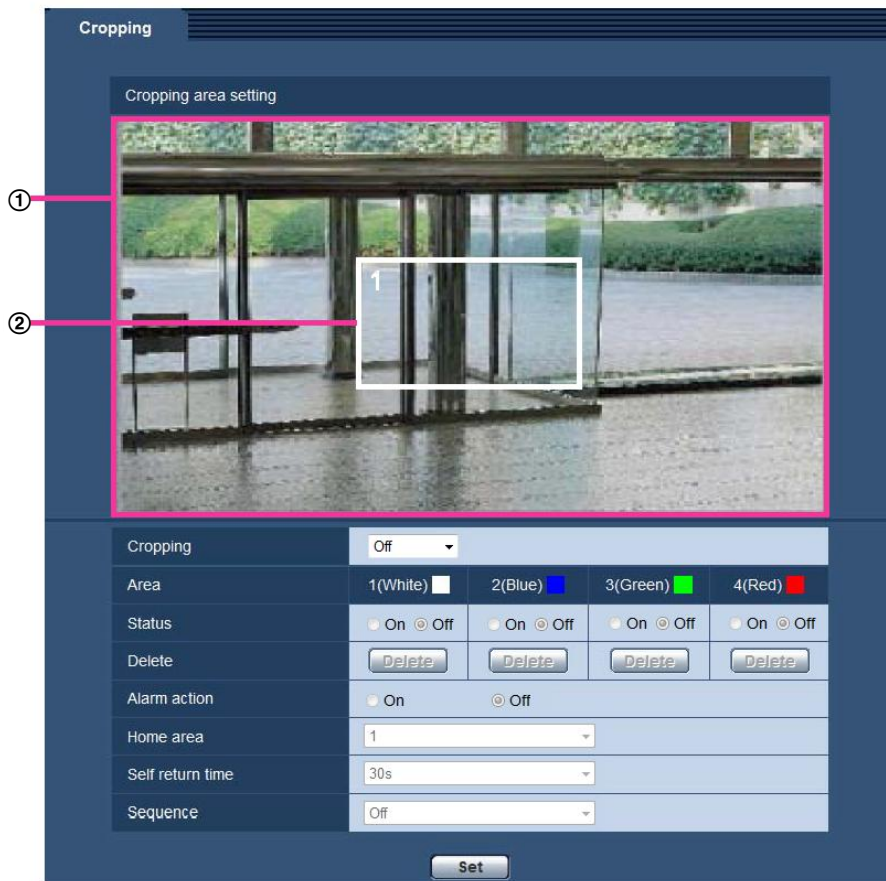 Cropping
Cropping area setting
①
1
②
Cropping Off
Area 1(White) 2(Blue) 3(Green) 4(Red)
Status On Off On Off On Off On Off
Delete Delete Delete Delete Delete
Alarm action On Off
Home area 1
Self return time 30s
Sequence Off
Set